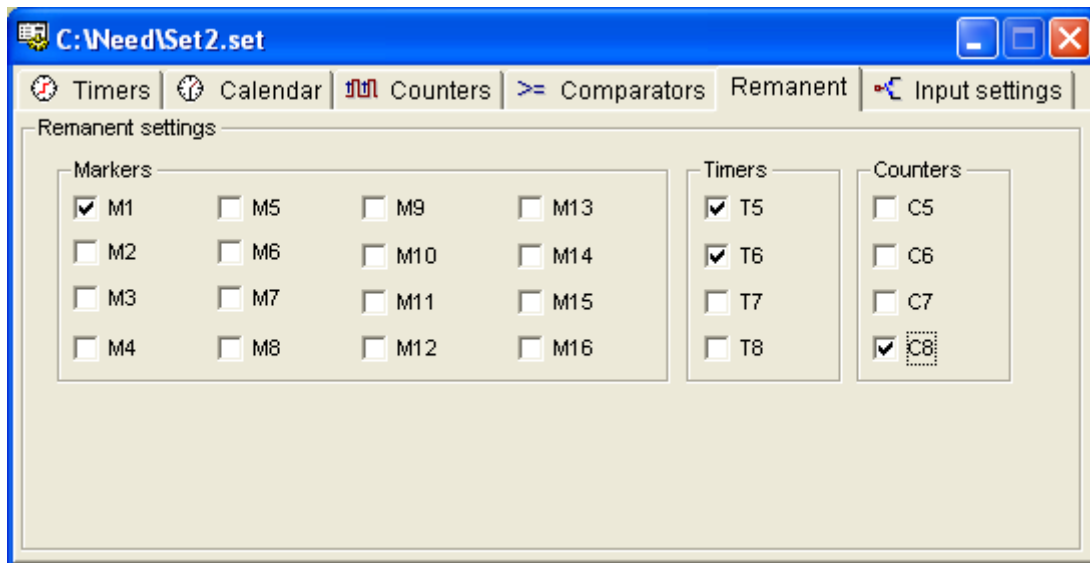 C:\Need\Set2.set
Timers Calendar Counters >= Comparators Remanent Input settings
Remanent settings
Markers Timers Counters
M1 M5 M9 M13 T5 C5
M2 M6 M10 M14 T6 C6
M3 M7 M11 M15 T7 C7
M4 M8 M12 M16 T8 C8